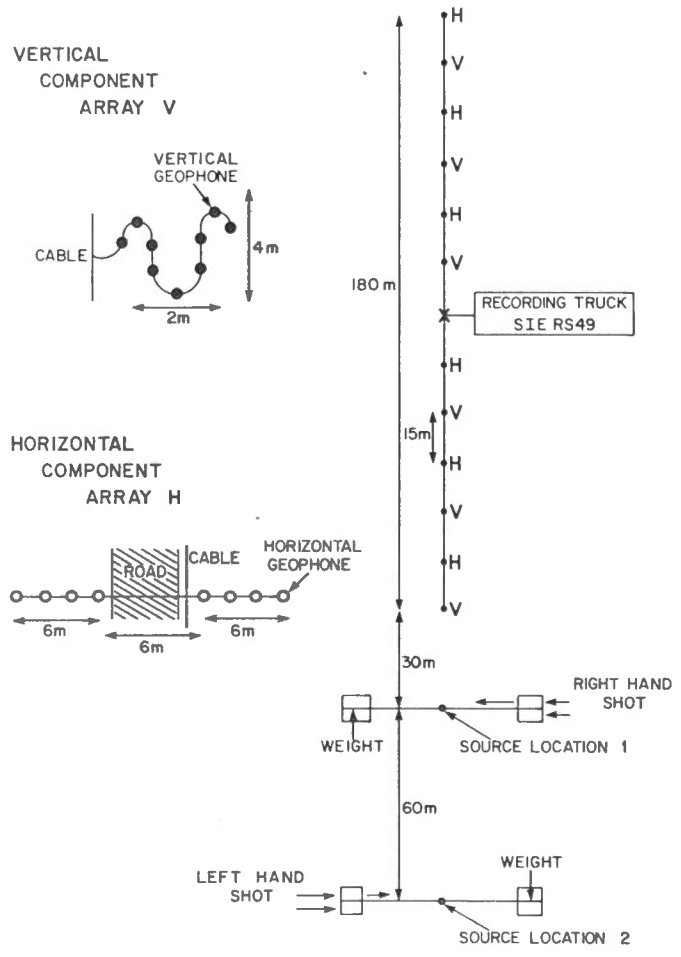 VERTICAL
COMPONENT
ARRAY V
VERTICAL
GEOPHONE
CABLE
4m
2m
HORIZONTAL
COMPONENT
ARRAY H
ROAD
CABLE
HORIZONTAL
GEOPHONE
6m
6m
6m
H
V
H
V
H
V
180m
RECORDING TRUCK
SIE RS49
H
V
15m
H
V
H
V
30m
RIGHT HAND
SHOT
WEIGHT
SOURCE LOCATION 1
60m
WEIGHT
LEFT HAND
SHOT
SOURCE LOCATION 2